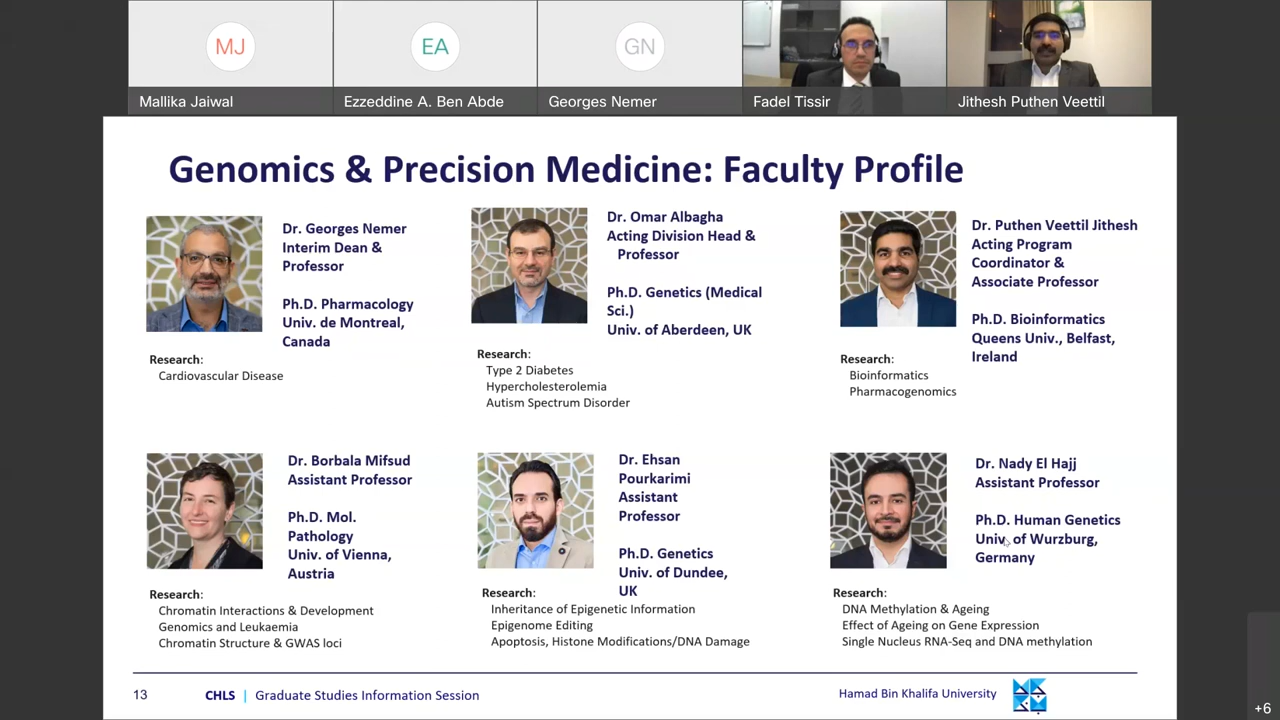 MJ
EA
GN
Mallika Jaiwal
Ezzeddine A. Ben Abde
Georges Nemer
Fadel Tissir
Jithesh Puthen Veettil
Genomics & Precision Medicine: Faculty Profile
Dr. Georges Nemer
Interim Dean &
Professor
Ph.D. Pharmacology
Univ. de Montreal,
Canada
Research:
Cardiovascular Disease
Dr. Omar Albagha
Acting Division Head &
Professor
Ph.D. Genetics (Medical
Sci.)
Univ. of Aberdeen, UK
Research:
Type 2 Diabetes
Hypercholesterolemia
Autism Spectrum Disorder
Dr. Puthen Veettil Jithesh
Acting Program
Coordinator &
Associate Professor
Ph.D. Bioinformatics
Queens Univ., Belfast,
Ireland
Research:
Bioinformatics
Pharmacogenomics
Dr. Borbala Mifsud
Assistant Professor
Ph.D. Mol.
Pathology
Univ. of Vienna,
Austria
Research:
Chromatin Interactions & Development
Genomics and Leukaemia
Chromatin Structure & GWAS loci
Dr. Ehsan
Pourkarimi
Assistant
Professor
Ph.D. Genetics
Univ. of Dundee,
UK
Research:
Inheritance of Epigenetic Information
Epigenome Editing
Apoptosis, Histone Modifications/DNA Damage
Dr. Nady El Hajj
Assistant Professor
Ph.D. Human Genetics
Univ. of Wurzburg,
Germany
Research:
DNA Methylation & Ageing
Effect of Ageing on Gene Expression
Single Nucleus RNA-Seq and DNA methylation
13
CHLS | Graduate Studies Information Session
Hamad Bin Khalifa University
+6